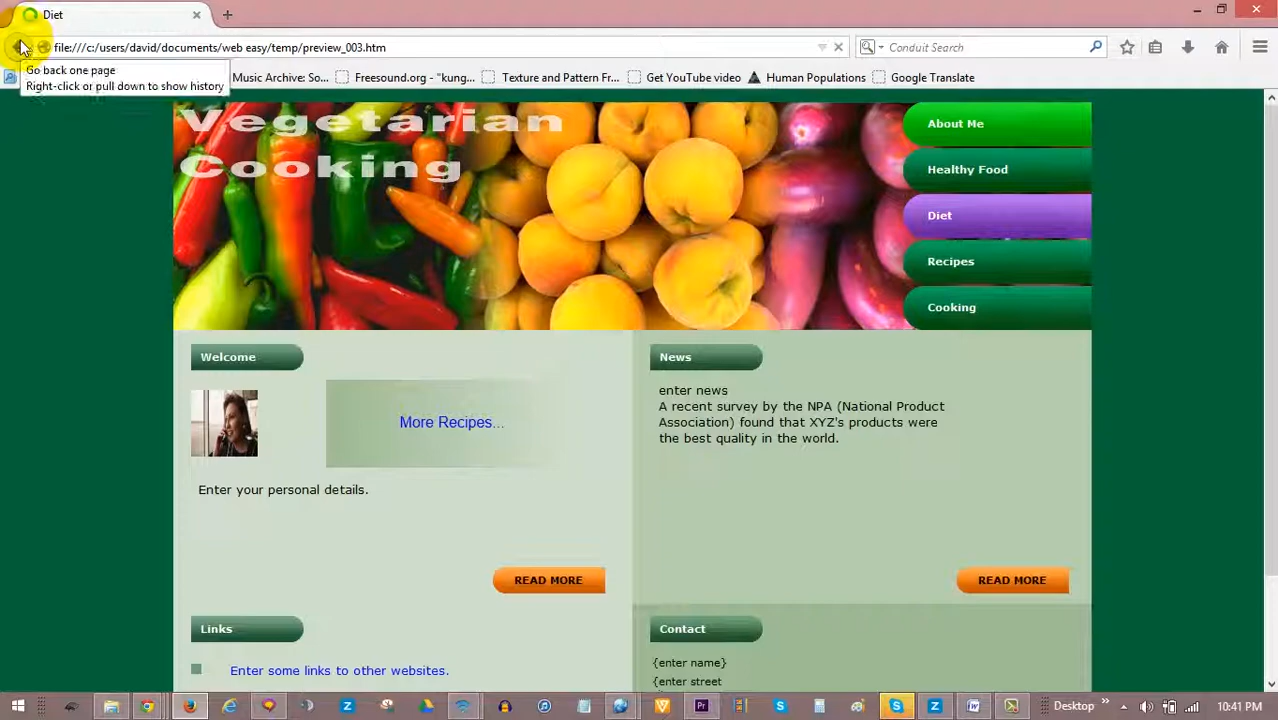 Diet
file:///c:/users/david/documents/web easy/temp/preview_003.htm
Conduit Search
Go back one page
Right-click or pull down to show history
Music Archive: So...
Freesound.org - "kung...
Texture and Pattern Fr...
Get YouTube video
Human Populations
Google Translate
Vegetarian
Cooking
About Me
Healthy Food
Diet
Recipes
Cooking
Welcome
More Recipes...
Enter your personal details.
READ MORE
News
enter news
A recent survey by the NPA (National Product
Association) found that XYZ's products were
the best quality in the world.
READ MORE
Links
Enter some links to other websites.
Contact
{enter name}
{enter street
Desktop
10:41 PM